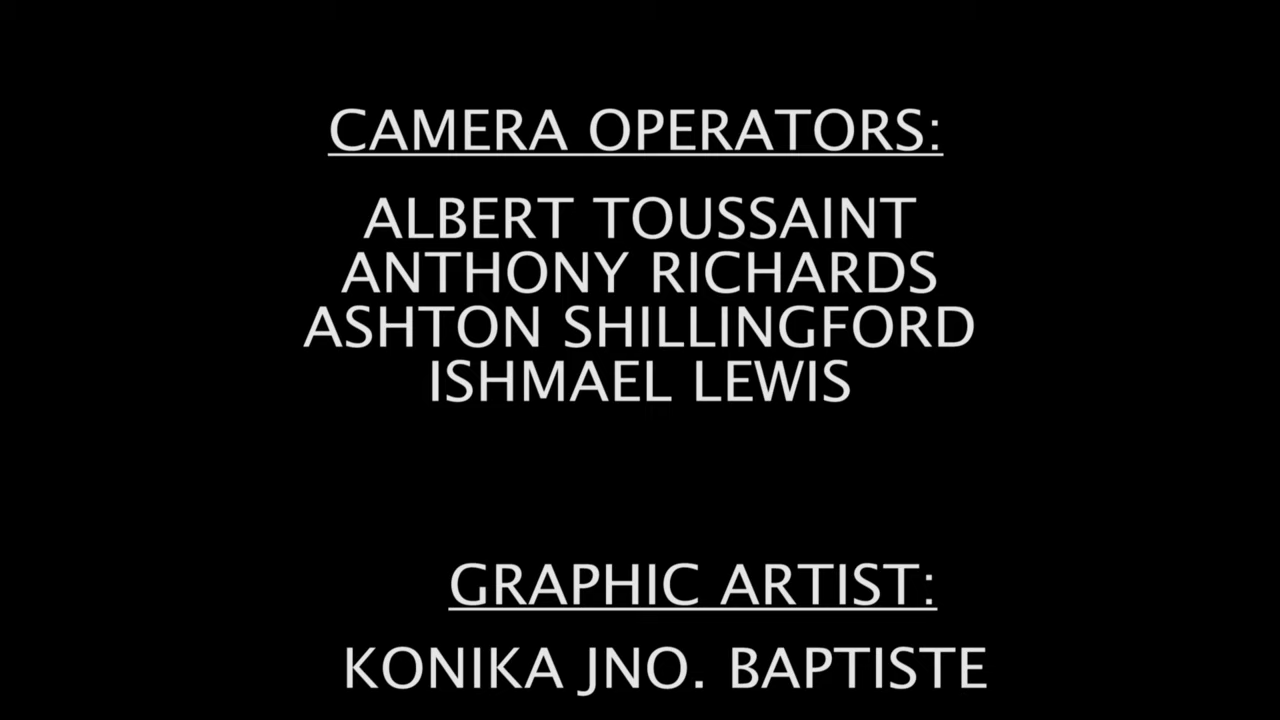 CAMERA OPERATORS:
ALBERT TOUSSAINT
ANTHONY RICHARDS
ASHTON SHILLINGFORD
ISHMAEL LEWIS
GRAPHIC ARTIST:
KONIKA JNO. BAPTISTE